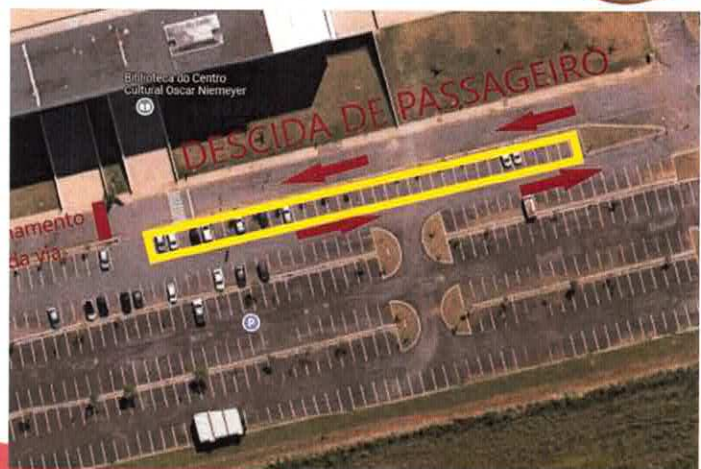 Biblioteca do Centro
Cultural Oscar Niemeyer
DESCIDA DE PASSAGEIRO
namento
da via
P